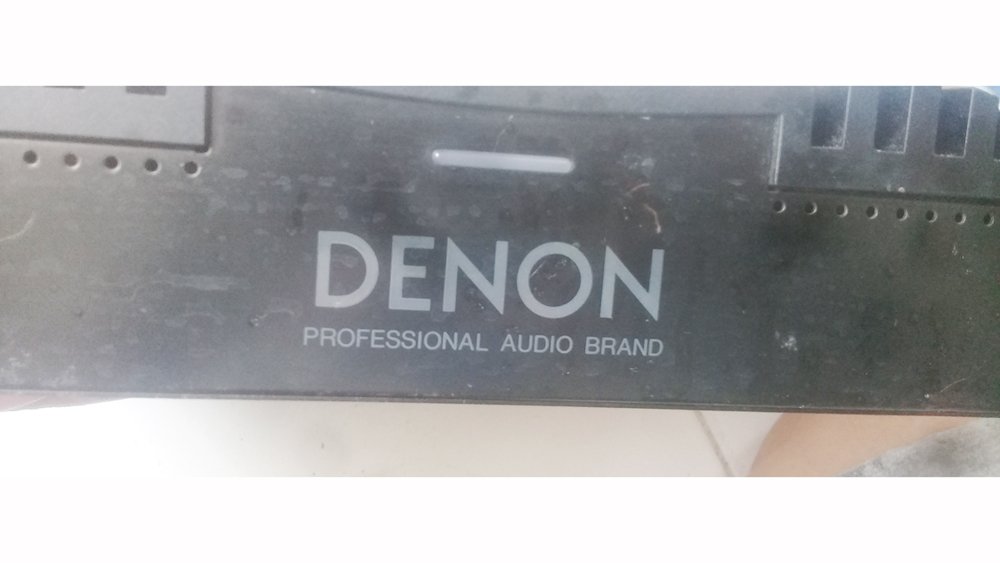 DENON
PROFESSIONAL AUDIO BRAND